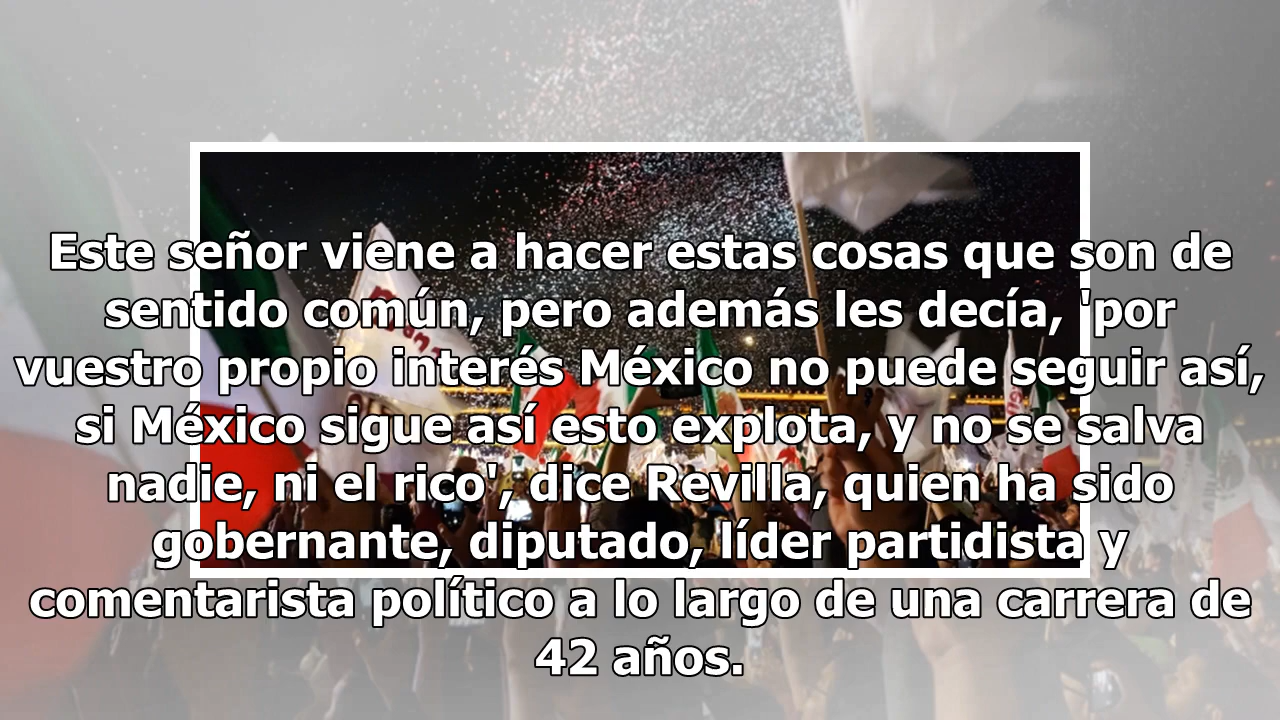 Este señor viene a hacer estas cosas que son de
sentido común, pero además les decía, 'por
vuestro propio interés México no puede seguir así,
si México sigue así esto explota, y no se salva
nadie, ni el rico', dice Revilla, quien ha sido
gobernante, diputado, líder partidista y
comentarista político a lo largo de una carrera de
42 años.